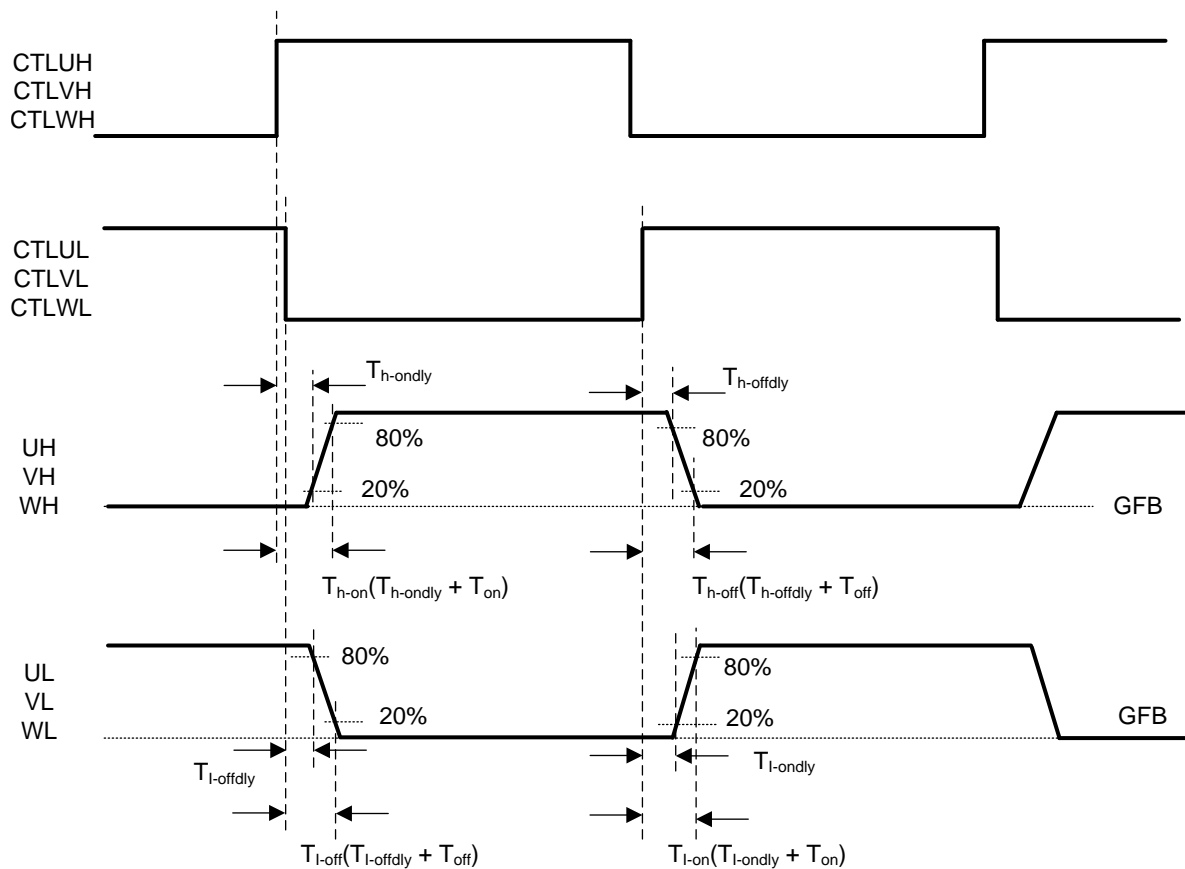 CTLUH
CTLVH
CTLWH
CTLUL
CTLVL
CTLWL
Th-ondly
Th-offdly
80%
80%
UH
VH
WH
20%
20%
GFB
Th-on(Th-ondly + Ton)
Th-off(Th-offdly + Toff)
UL
VL
WL
80%
80%
20%
20%
GFB
Tl-offdly
Tl-ondly
Tl-off(Tl-offdly + Toff)
Tl-on(Tl-ondly + Ton)